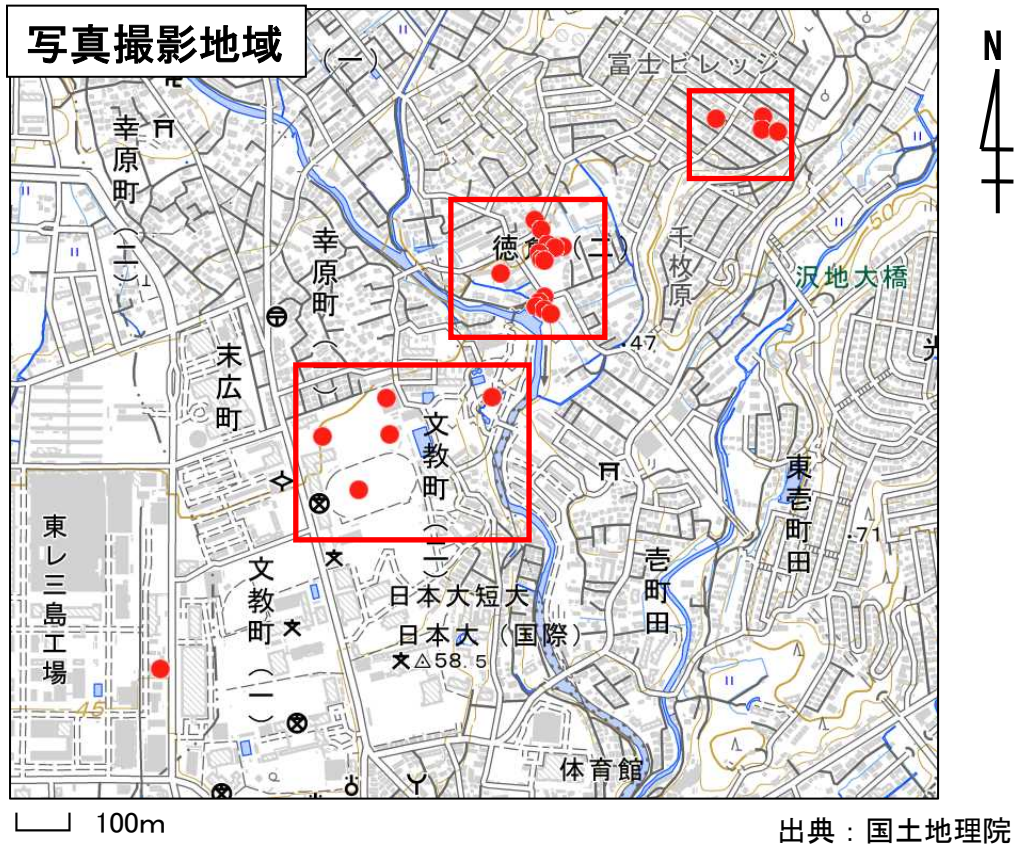 写真撮影地域
N
(一)
富士ビレッジ
幸原町(二)
幸原町(一)
徳倉(二)
千枚原
50
沢地大橋
・47
末広町
文教町(二)
東壱町田
・71
東レ三島工場
文教町(一)
日本大短大
日本大(国際)
58.5
壱町田
45
体育館
100m
出典：国土地理院